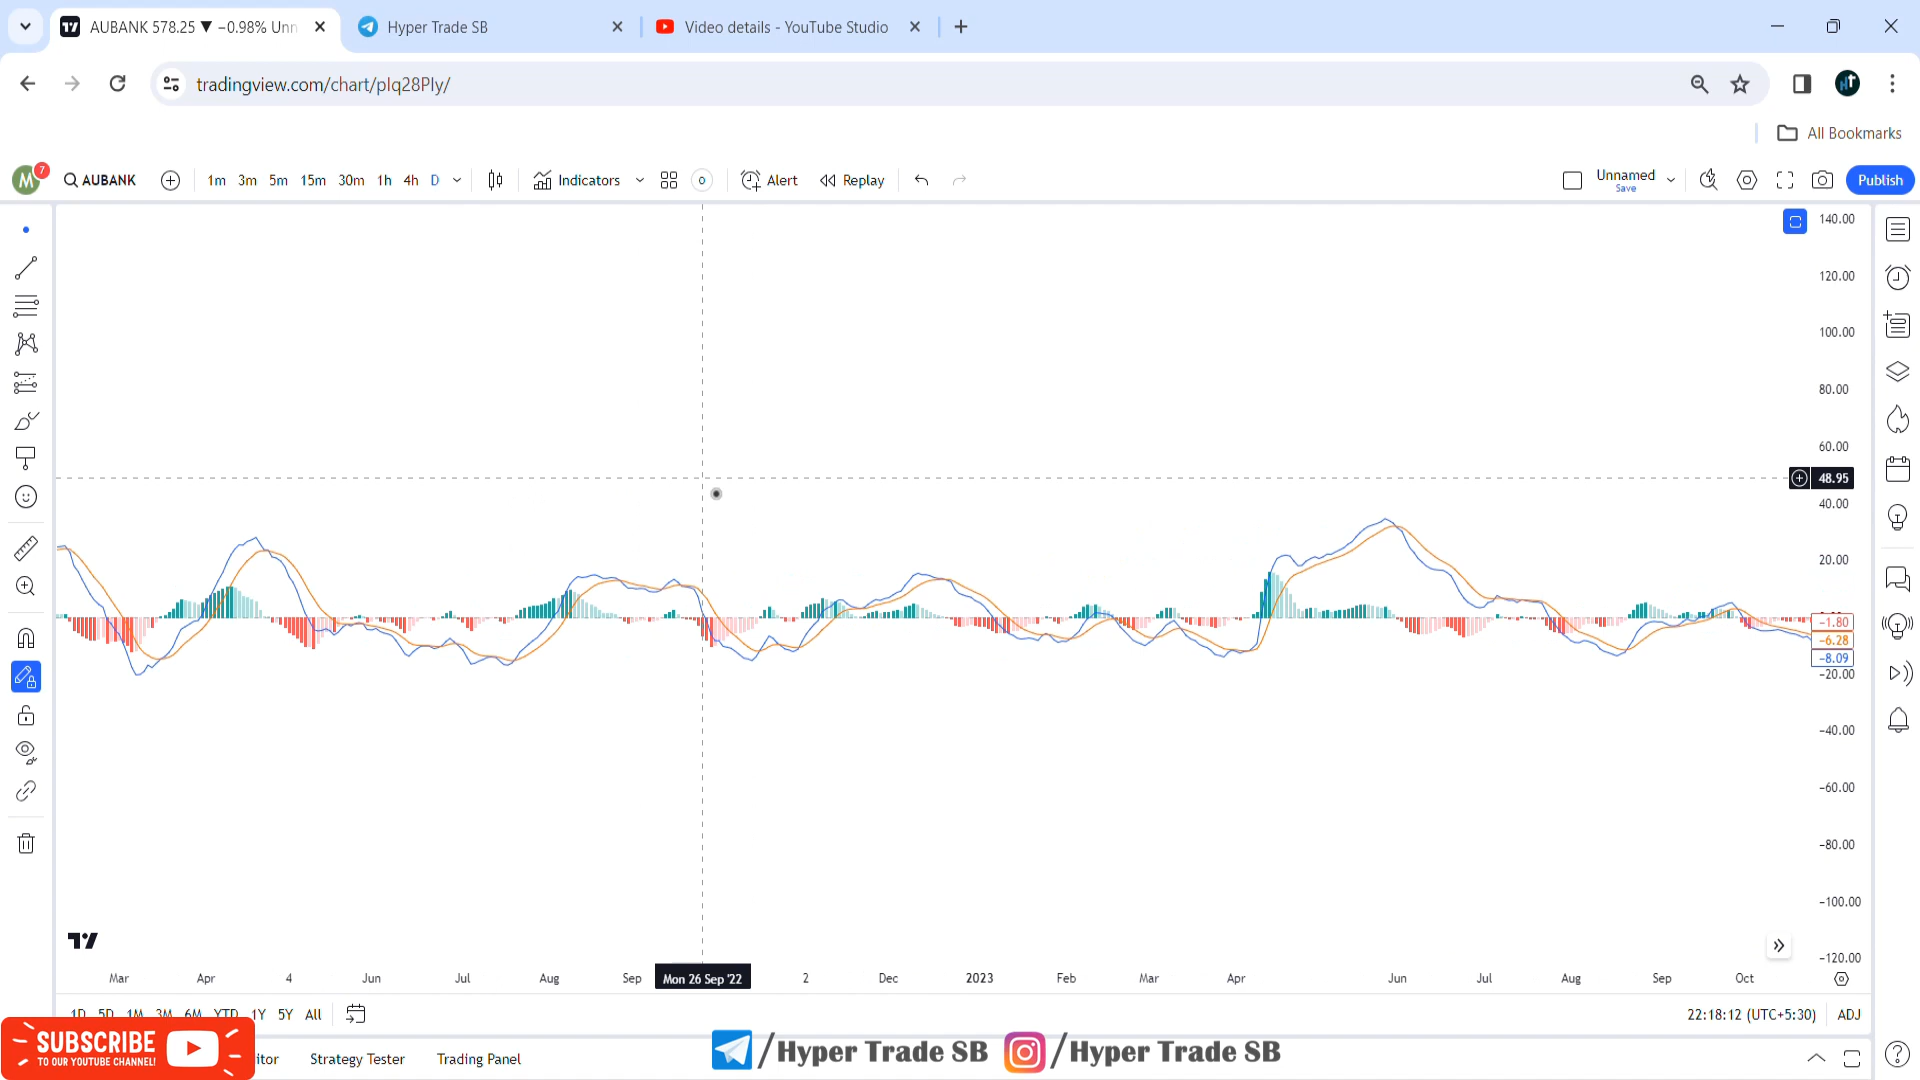 AUBANK 578.25 ▼ −0.98% Unn
Hyper Trade SB
Video details - YouTube Studio
tradingview.com/chart/pIq28PIy/
All Bookmarks
M 7 AUBANK 1m 3m 5m 15m 30m 1h 4h D Indicators Alert Replay Unnamed Publish
Save
140.00
120.00
100.00
80.00
60.00
48.95
40.00
20.00
−1.80
−6.28
−8.09
−20.00
−40.00
−60.00
−80.00
−100.00
−120.00
Mar Apr 4 Jun Jul Aug Sep Mon 26 Sep '22 2 Dec 2023 Feb Mar Apr Jun Jul Aug Sep Oct
1D 5D 1M 3M 6M YTD 1Y 5Y All
22:18:12 (UTC+5:30) ADJ
SUBSCRIBE
TO OUR YOUTUBE CHANNEL!
itor Strategy Tester Trading Panel
/Hyper Trade SB /Hyper Trade SB